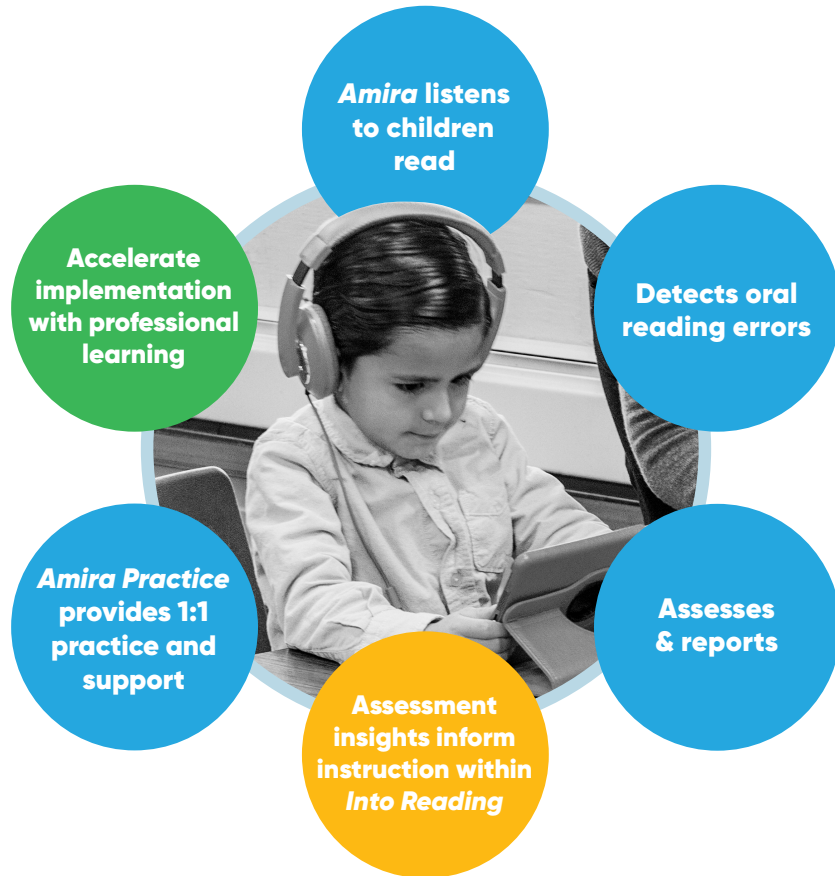 Amira listens
to children
read
Detects oral
reading errors
Assesses
& reports
Assessment
insights inform
instruction within
Into Reading
Amira Practice
provides 1:1
practice and
support
Accelerate
implementation
with professional
learning